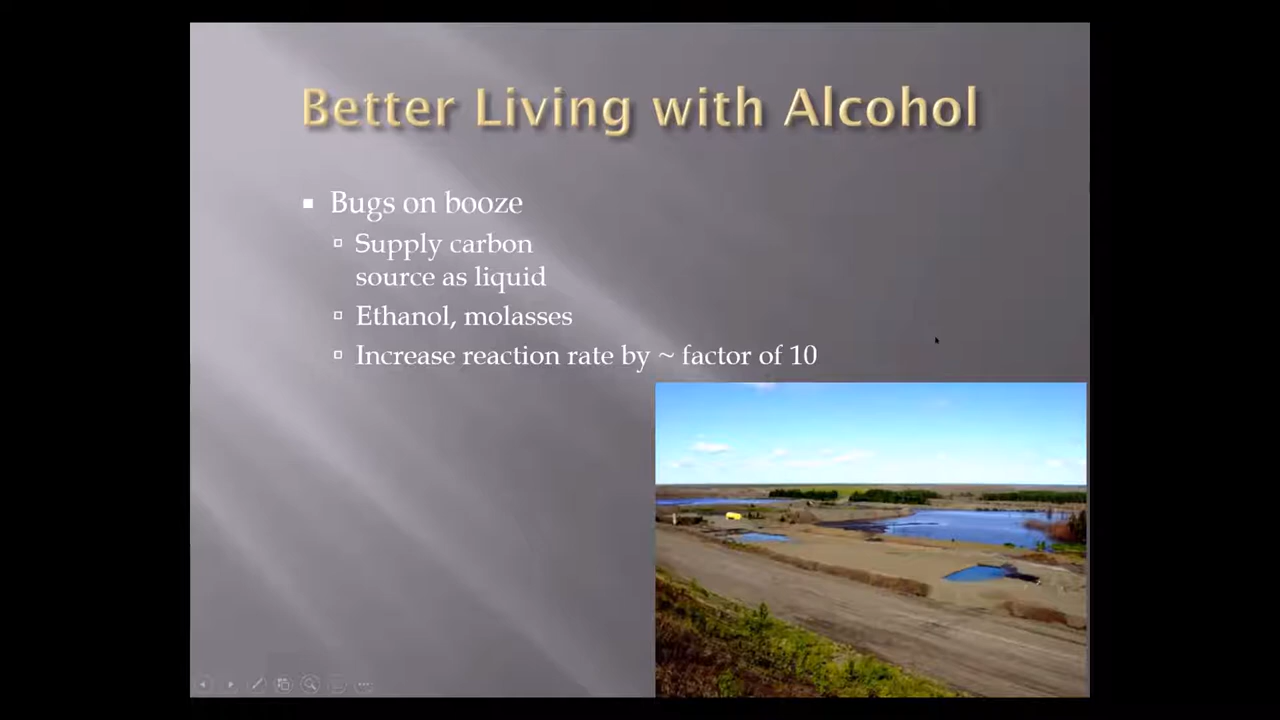 Better Living with Alcohol
Bugs on booze
Supply carbon
source as liquid
Ethanol, molasses
Increase reaction rate by ~ factor of 10